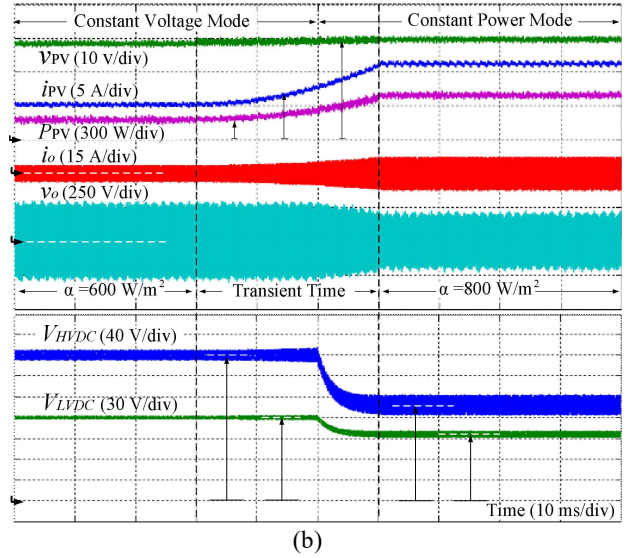 Constant Voltage Mode Constant Power Mode
vPV (10 V/div)
iPV (5 A/div)
PPV (300 W/div)
io (15 A/div)
vo (250 V/div)
α =600 W/m² Transient Time α =800 W/m²
VHVDC (40 V/div)
VLVDC (30 V/div)
Time (10 ms/div)
(b)